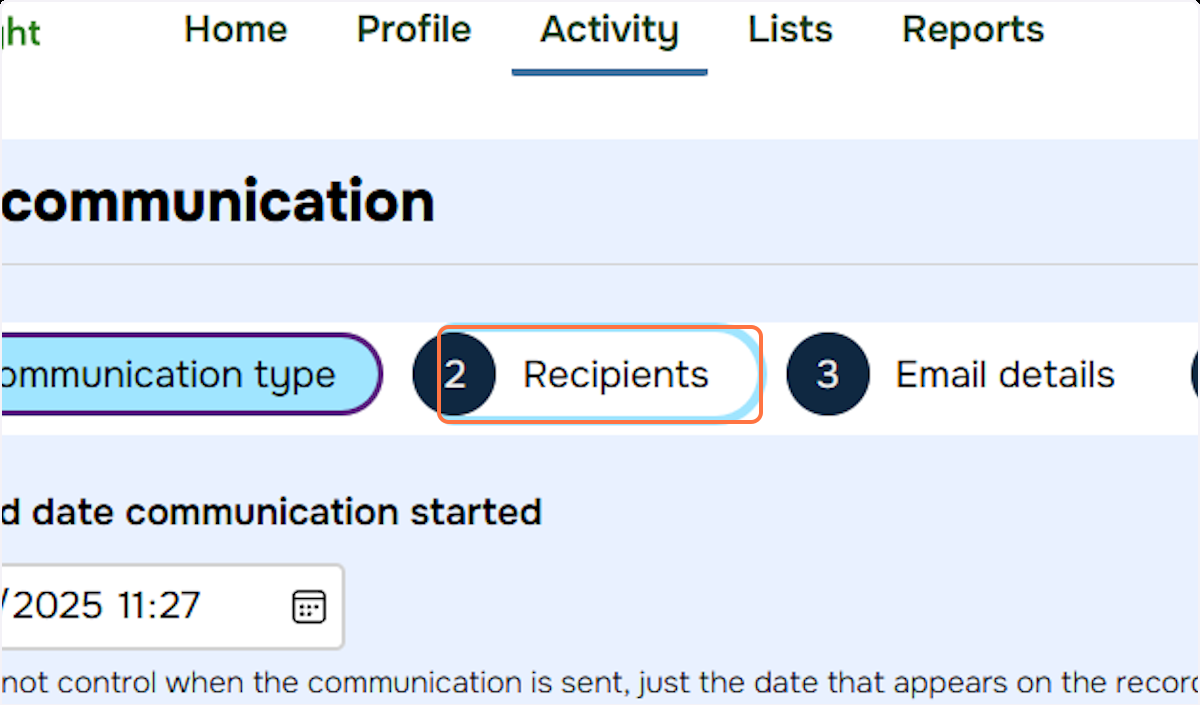 ght Home Profile Activity Lists Reports
communication
ommunication type 2 Recipients 3 Email details
d date communication started
/2025 11:27
not control when the communication is sent, just the date that appears on the record